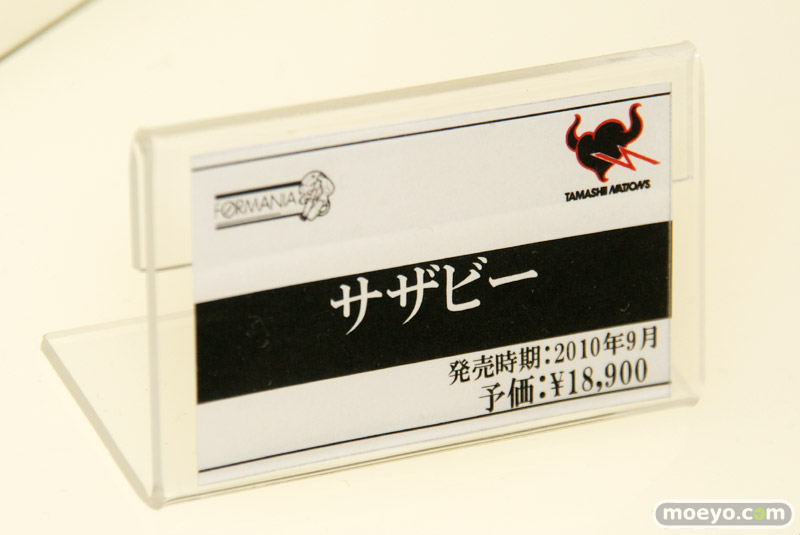 FORMANIA
TAMASHII NATIONS
サザビー
発売時期：2010年9月
予価：¥18,900
moeyo.com